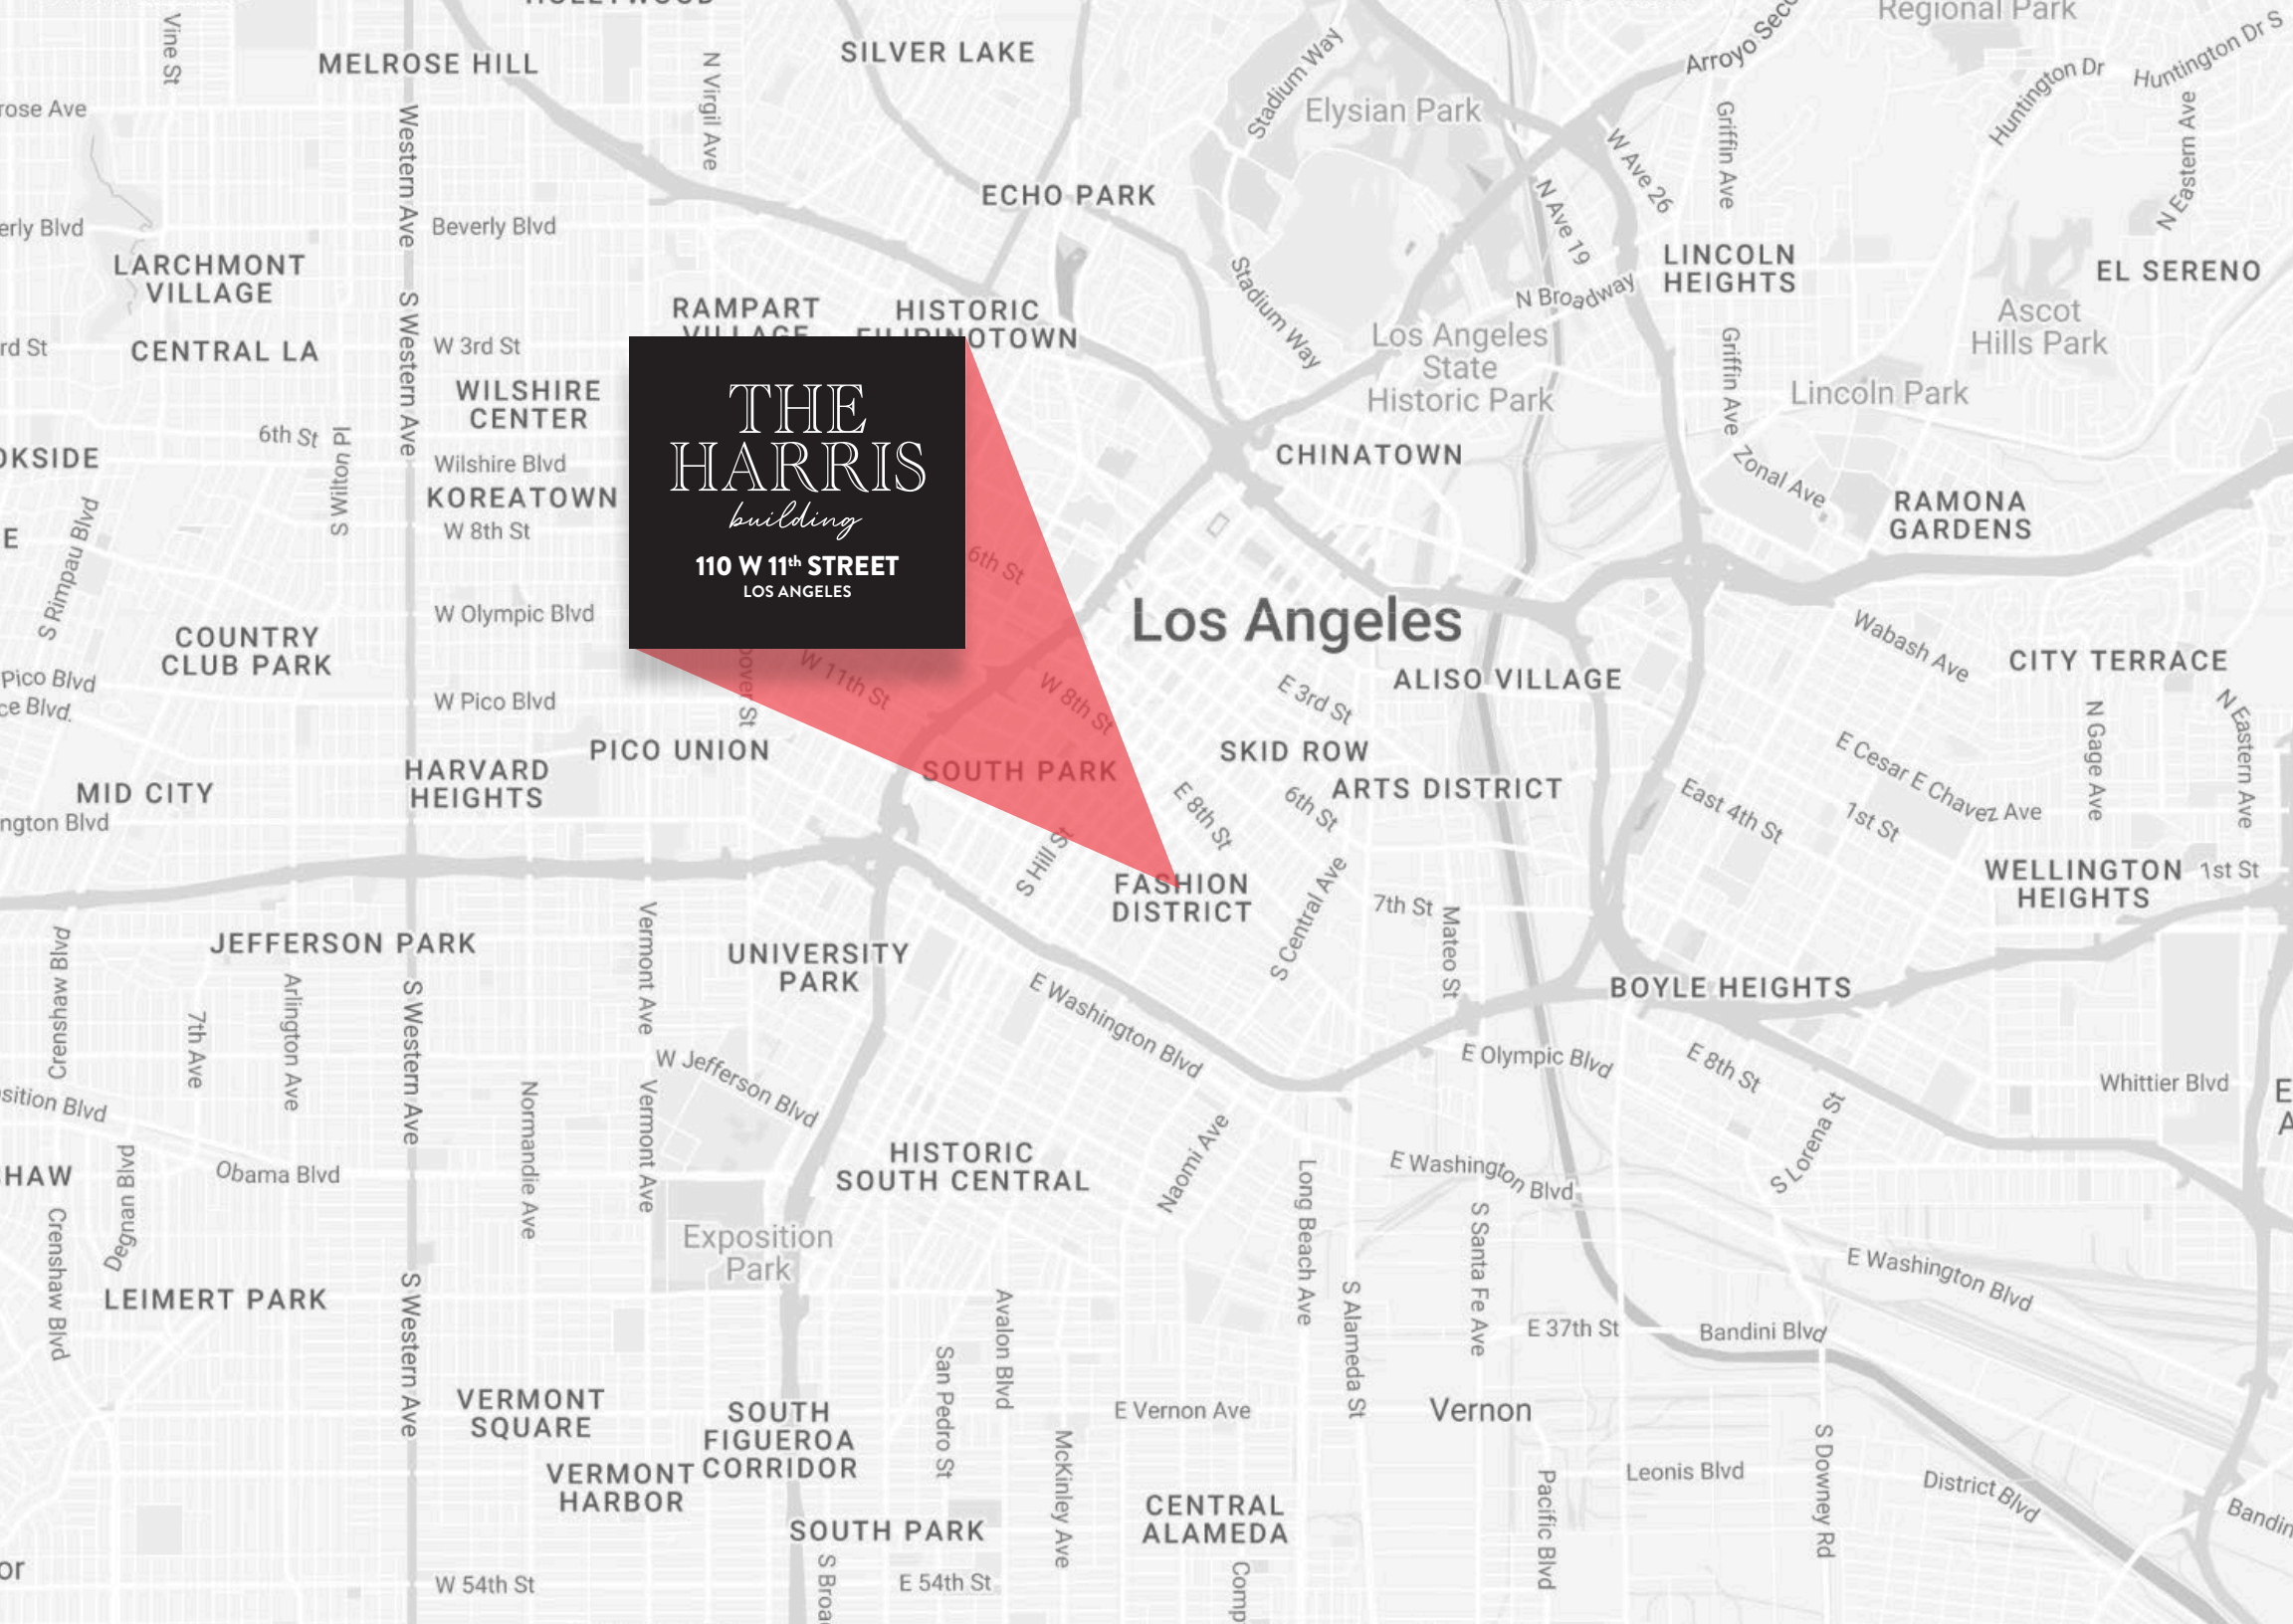 HOLLYWOOD
Regional Park
Vine St
MELROSE HILL
N Virgil Ave
SILVER LAKE
Stadium Way
Elysian Park
Arroyo Seco
Huntington Dr
Huntington Dr S
N Eastern Ave
rose Ave
Western Ave
ECHO PARK
W Ave 26
N Ave 19
Griffin Ave
erly Blvd
Beverly Blvd
LARCHMONT
VILLAGE
Stadium Way
N Broadway
LINCOLN
HEIGHTS
EL SERENO
RAMPART
VILLAGE
HISTORIC
FILIPINOTOWN
Los Angeles
State
Historic Park
Ascot
Hills Park
rd St
CENTRAL LA
S Western Ave
W 3rd St
Griffin Ave
Lincoln Park
WILSHIRE
CENTER
6th St
S Wilton Pl
OKSIDE
Wilshire Blvd
KOREATOWN
W 8th St
CHINATOWN
Zonal Ave
RAMONA
GARDENS
THE
HARRIS
building
110 W 11th STREET
LOS ANGELES
6th St
E
S Rimpau Blvd
W Olympic Blvd
Los Angeles
Wabash Ave
COUNTRY
CLUB PARK
CITY TERRACE
Pico Blvd
ce Blvd.
W Pico Blvd
oover St
W 11th St
W 8th St
E 3rd St
ALISO VILLAGE
N Gage Ave
N Eastern Ave
PICO UNION
SOUTH PARK
SKID ROW
E Cesar E Chavez Ave
MID CITY
HARVARD
HEIGHTS
E 8th St
6th St
ARTS DISTRICT
East 4th St
1st St
ngton Blvd
S Hill St
FASHION
DISTRICT
S Central Ave
7th St
Mateo St
WELLINGTON
HEIGHTS
1st St
Crenshaw Blvd
JEFFERSON PARK
Vermont Ave
UNIVERSITY
PARK
E Washington Blvd
BOYLE HEIGHTS
7th Ave
Arlington Ave
S Western Ave
W Jefferson Blvd
E Olympic Blvd
E 8th St
Whittier Blvd
E
A
sition Blvd
Normandie Ave
Vermont Ave
S Lorena St
HISTORIC
SOUTH CENTRAL
Naomi Ave
E Washington Blvd
SHAW
Degnan Blvd
Obama Blvd
Crenshaw Blvd
Exposition
Park
Long Beach Ave
S Santa Fe Ave
E Washington Blvd
LEIMERT PARK
S Western Ave
Avalon Blvd
S Alameda St
E 37th St
Bandini Blvd
San Pedro St
VERMONT
SQUARE
SOUTH
FIGUEROA
CORRIDOR
E Vernon Ave
Vernon
VERMONT
HARBOR
McKinley Ave
Pacific Blvd
Leonis Blvd
S Downey Rd
District Blvd
Bandin
CENTRAL
ALAMEDA
SOUTH PARK
or
W 54th St
S Broa
E 54th St
Comp